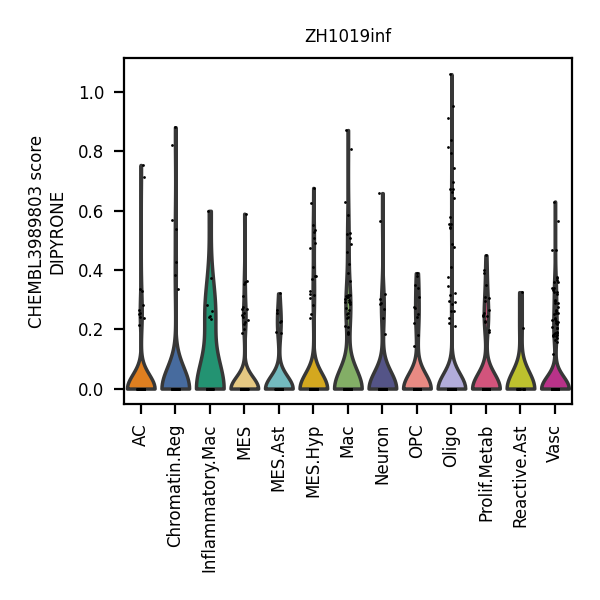 ZH1019inf
CHEMBL3989803 score
DIPYRONE
1.0
0.8
0.6
0.4
0.2
0.0
AC
Chromatin.Reg
Inflammatory.Mac
MES
MES.Ast
MES.Hyp
Mac
Neuron
OPC
Oligo
Prolif.Metab
Reactive.Ast
Vasc